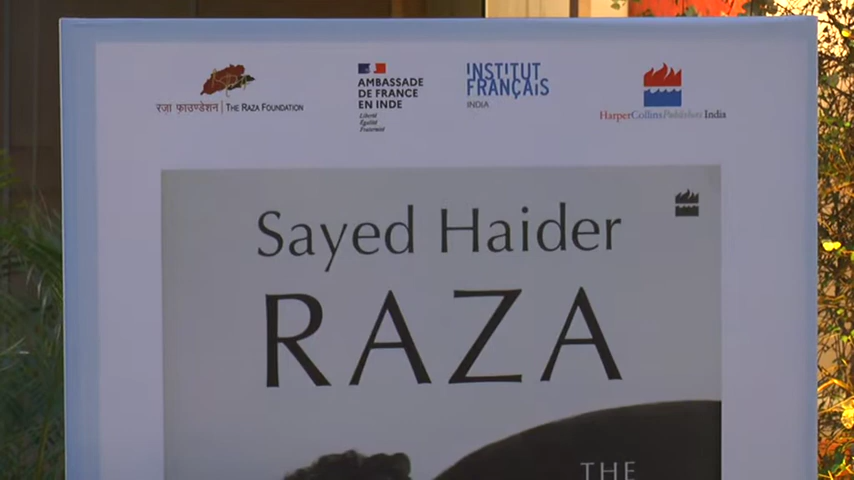 रज़ा फ़ाउण्डेशन | THE RAZA FOUNDATION
AMBASSADE
DE FRANCE
EN INDE
Liberté
Égalité
Fraternité
INSTITUT
FRANÇAIS
INDIA
HarperCollins Publishers India
Sayed Haider
RAZA
THE